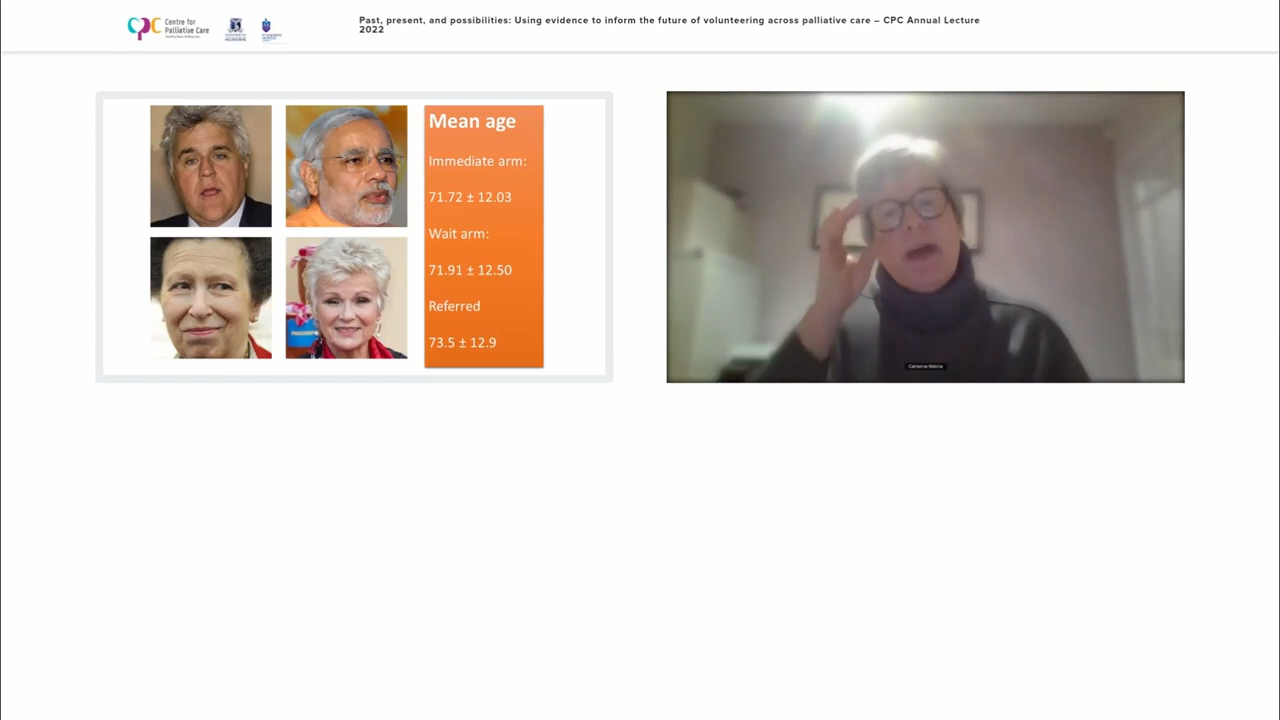 Centre for
Palliative Care
Past, present, and possibilities: Using evidence to inform the future of volunteering across palliative care – CPC Annual Lecture
2022
Mean age
Immediate arm:
71.72 ± 12.03
Wait arm:
71.91 ± 12.50
Referred
73.5 ± 12.9
Catherine Walshe